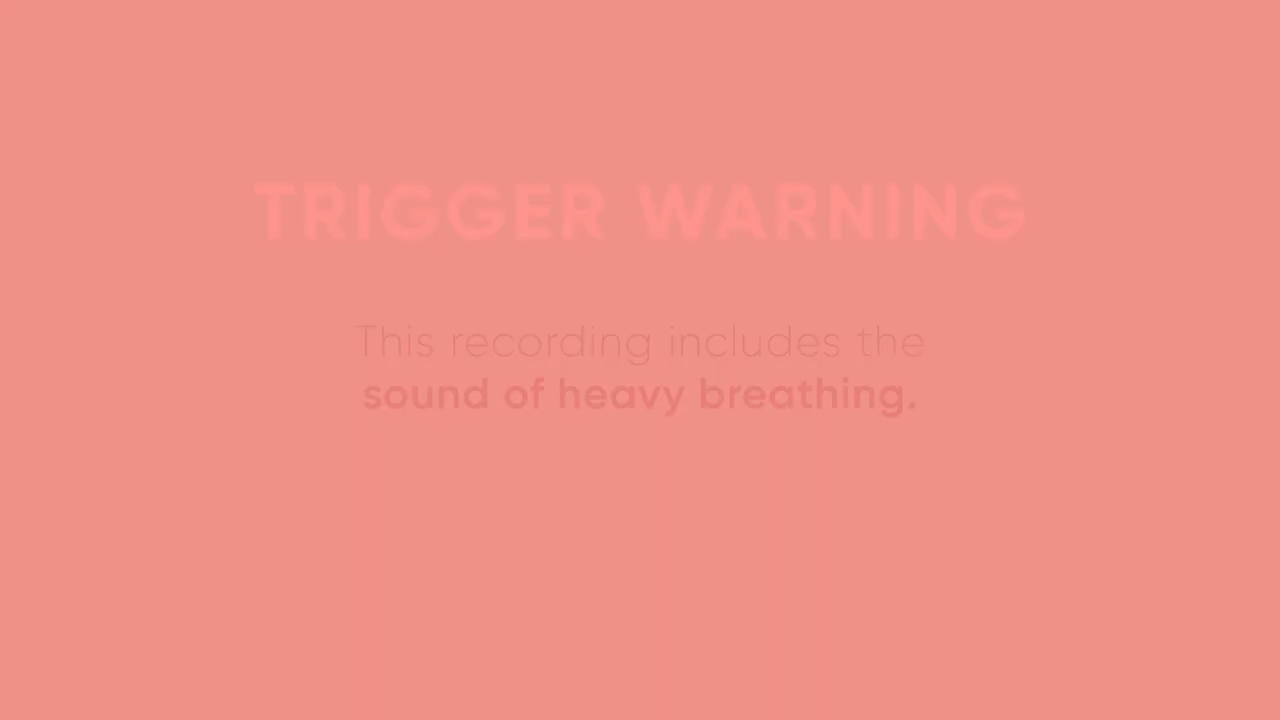 TRIGGER WARNING
This recording includes the
sound of heavy breathing.